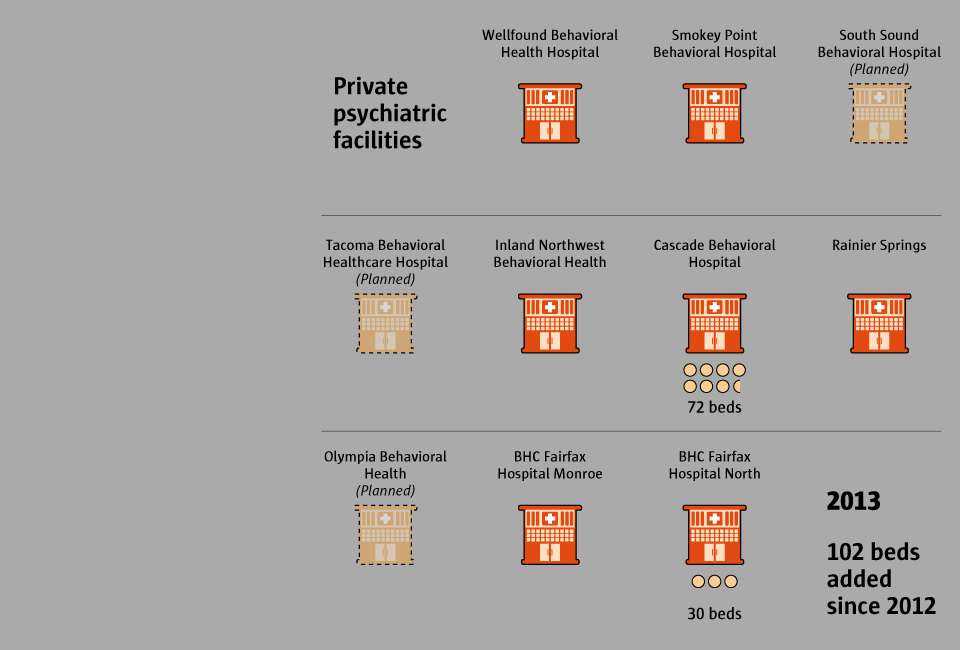 Private
psychiatric
facilities
Wellfound Behavioral
Health Hospital
Smokey Point
Behavioral Hospital
South Sound
Behavioral Hospital
(Planned)
Tacoma Behavioral
Healthcare Hospital
(Planned)
Inland Northwest
Behavioral Health
Cascade Behavioral
Hospital
72 beds
Rainier Springs
Olympia Behavioral
Health
(Planned)
BHC Fairfax
Hospital Monroe
BHC Fairfax
Hospital North
30 beds
2013
102 beds
added
since 2012